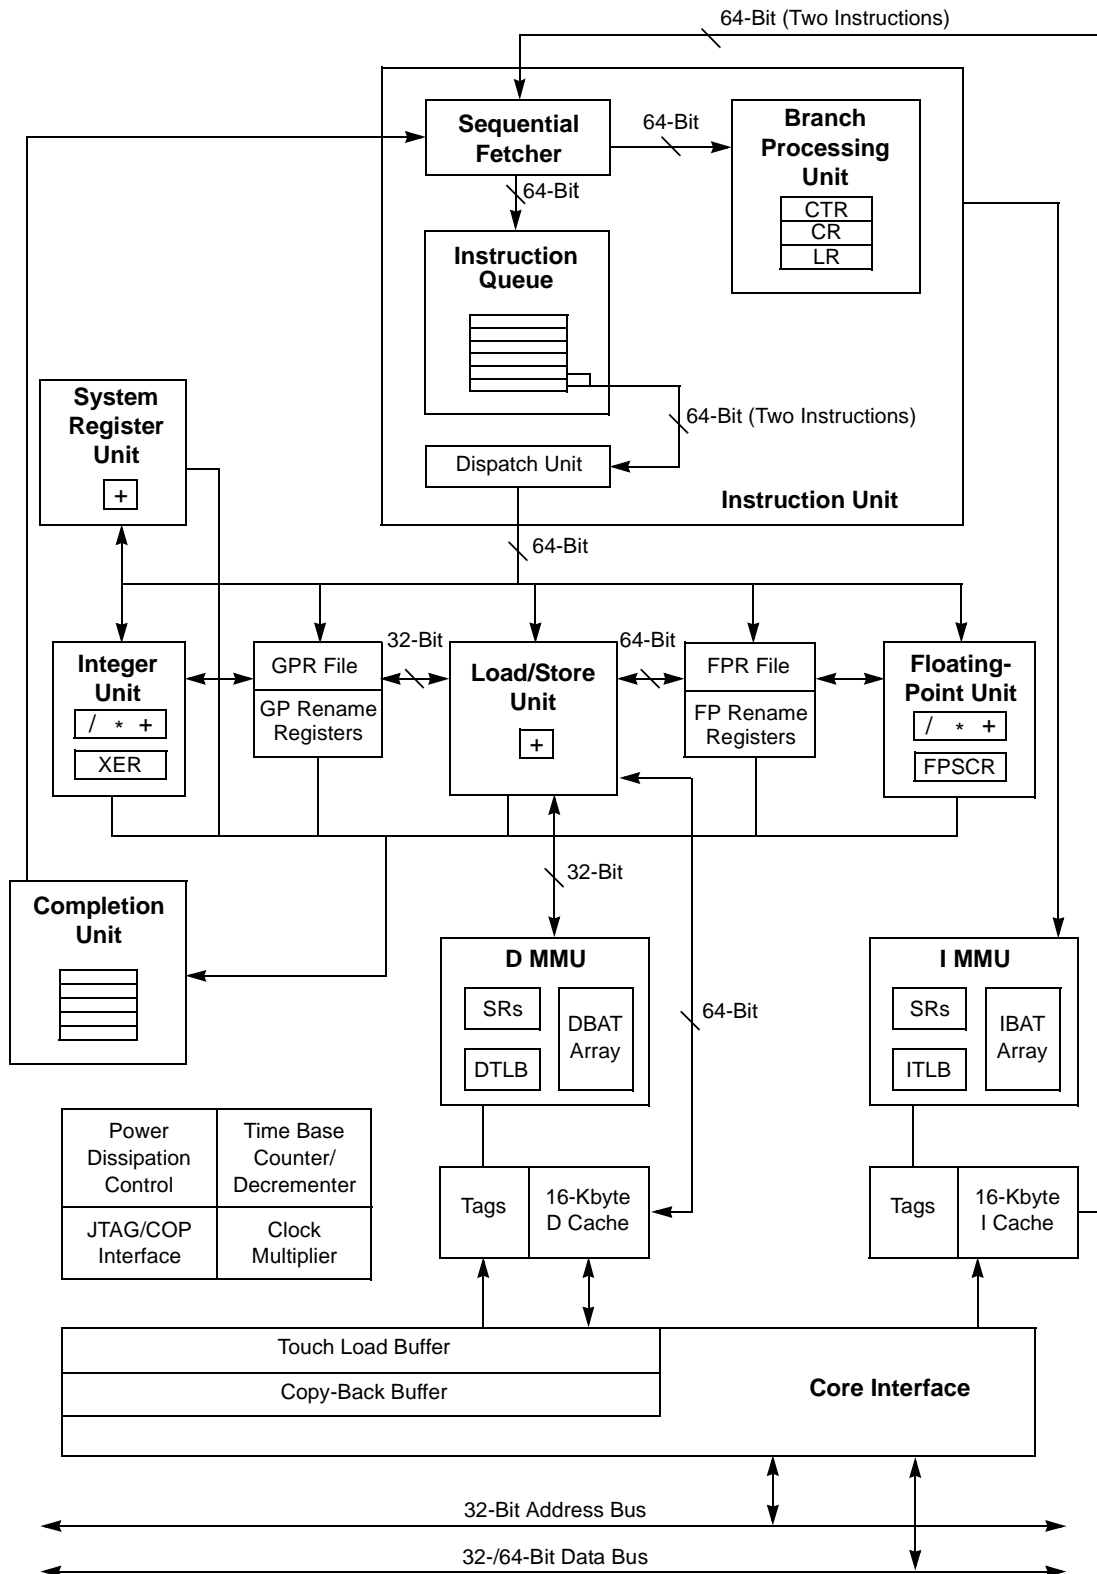 64-Bit (Two Instructions)
Sequential
Fetcher
64-Bit
Branch
Processing
Unit
CTR
CR
LR
64-Bit
Instruction
Queue
64-Bit (Two Instructions)
Dispatch Unit
Instruction Unit
System
Register
Unit
+
64-Bit
Integer
Unit
/ * +
XER
GPR File
GP Rename
Registers
32-Bit
Load/Store
Unit
+
64-Bit
FPR File
FP Rename
Registers
Floating-
Point Unit
/ * +
FPSCR
32-Bit
Completion
Unit
D MMU
SRs
DTLB
DBAT
Array
64-Bit
I MMU
SRs
ITLB
IBAT
Array
Power
Dissipation
Control
Time Base
Counter/
Decrementer
JTAG/COP
Interface
Clock
Multiplier
Tags
16-Kbyte
D Cache
Tags
16-Kbyte
I Cache
Touch Load Buffer
Copy-Back Buffer
Core Interface
32-Bit Address Bus
32-/64-Bit Data Bus